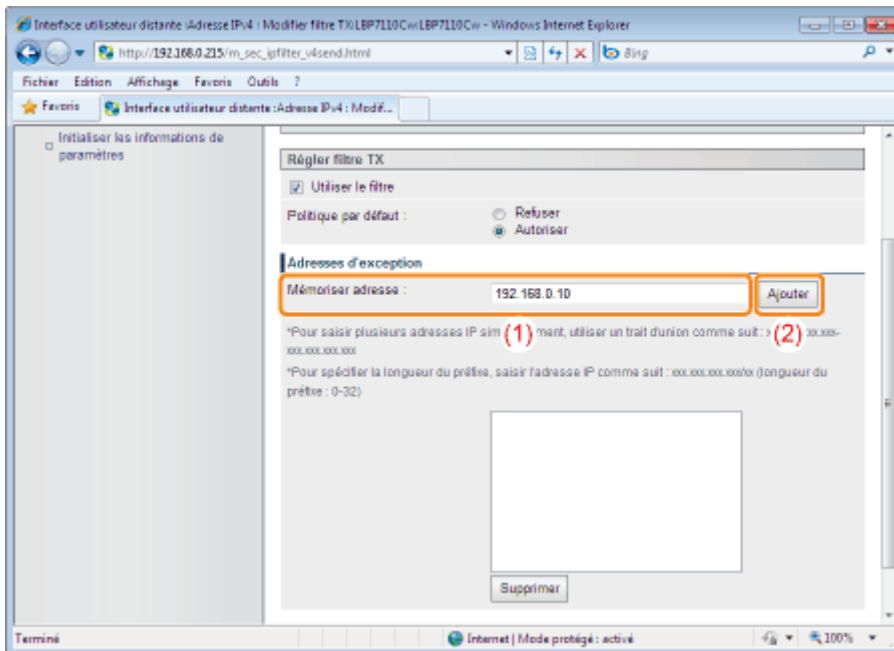 Interface utilisateur distante :Adresse IPv4 : Modifier filtre TX:LBP7110Cw:LBP7110Cw - Windows Internet Explorer
http://192.168.0.215/m_sec_ipfilter_v4send.html
Bing
Fichier Edition Affichage Favoris Outils ?
Favoris
Interface utilisateur distante :Adresse IPv4 : Modif...
Initialiser les informations de
paramètres
Régler filtre TX
Utiliser le filtre
Politique par défaut :
Refuser
Autoriser
Adresses d'exception
Mémoriser adresse :
192.168.0.10
Ajouter
(1)
(2)
*Pour saisir plusieurs adresses IP utiliser un trait d'union comme suit :
xxx.xxx.xxx.xxx
*Pour spécifier la longueur du préfixe, saisir l'adresse IP comme suit : xxx.xxx.xxx.xxx/xx (longueur du
préfixe : 0-32)
Supprimer
Terminé
Internet | Mode protégé : activé
100%